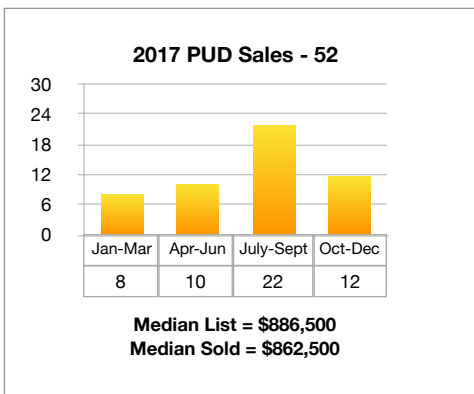 2017 PUD Sales - 52
30
24
18
12
6
0
Jan-Mar Apr-Jun July-Sept Oct-Dec
8 10 22 12
Median List = $886,500
Median Sold = $862,500